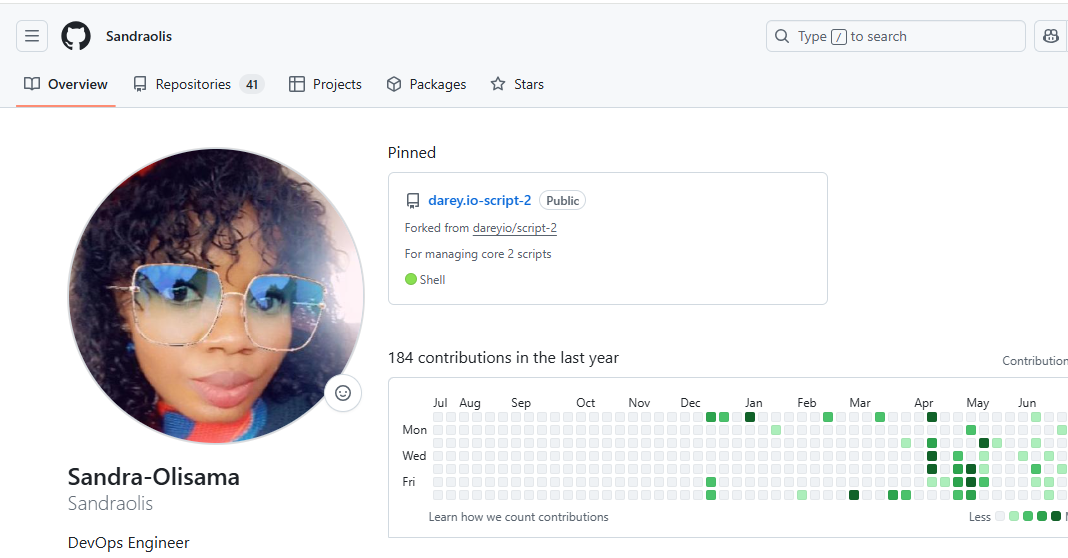 Sandraolis
Type / to search
Overview
Repositories 41
Projects
Packages
Stars
Pinned
darey.io-script-2 Public
Forked from dareyio/script-2
For managing core 2 scripts
Shell
184 contributions in the last year
Contribution
Jul Aug Sep Oct Nov Dec Jan Feb Mar Apr May Jun
Mon
Wed
Fri
Learn how we count contributions
Less
Sandra-Olisama
Sandraolis
DevOps Engineer